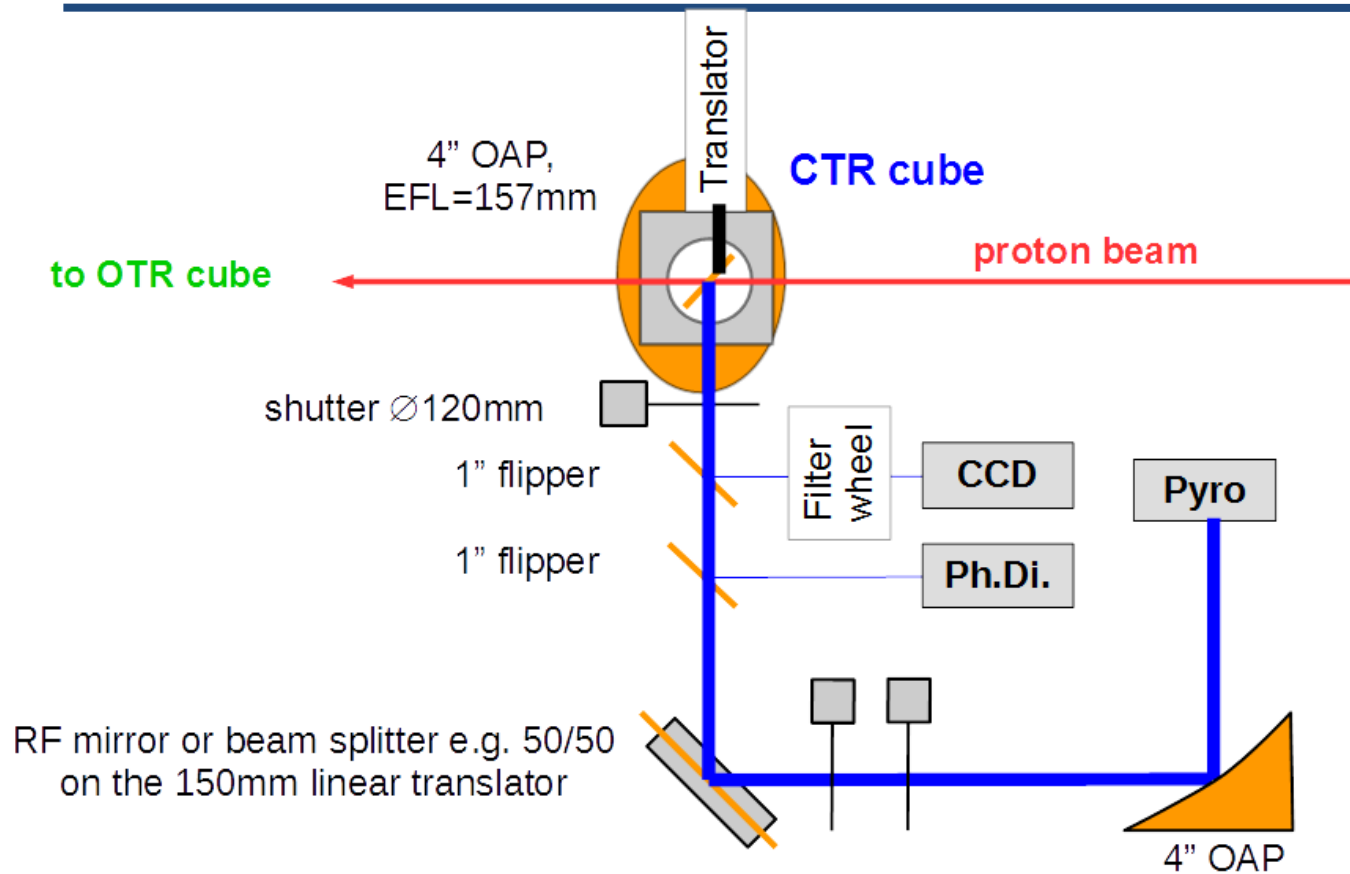 Translator
4” OAP,
EFL=157mm
CTR cube
proton beam
to OTR cube
shutter ∅120mm
1” flipper
Filter
wheel
CCD
Pyro
1” flipper
Ph.Di.
RF mirror or beam splitter e.g. 50/50
on the 150mm linear translator
4” OAP